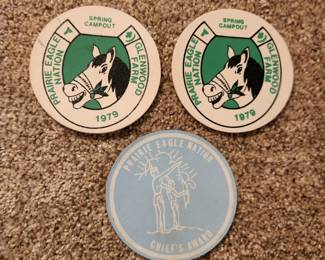 SPRING
CAMPOUT
PRAIRIE EAGLE
NATION
GLENWOOD
FARM
1979
SPRING
CAMPOUT
PRAIRIE EAGLE
NATION
GLENWOOD
FARM
1979
PRAIRIE EAGLE NATION
CHIEF'S AWARD